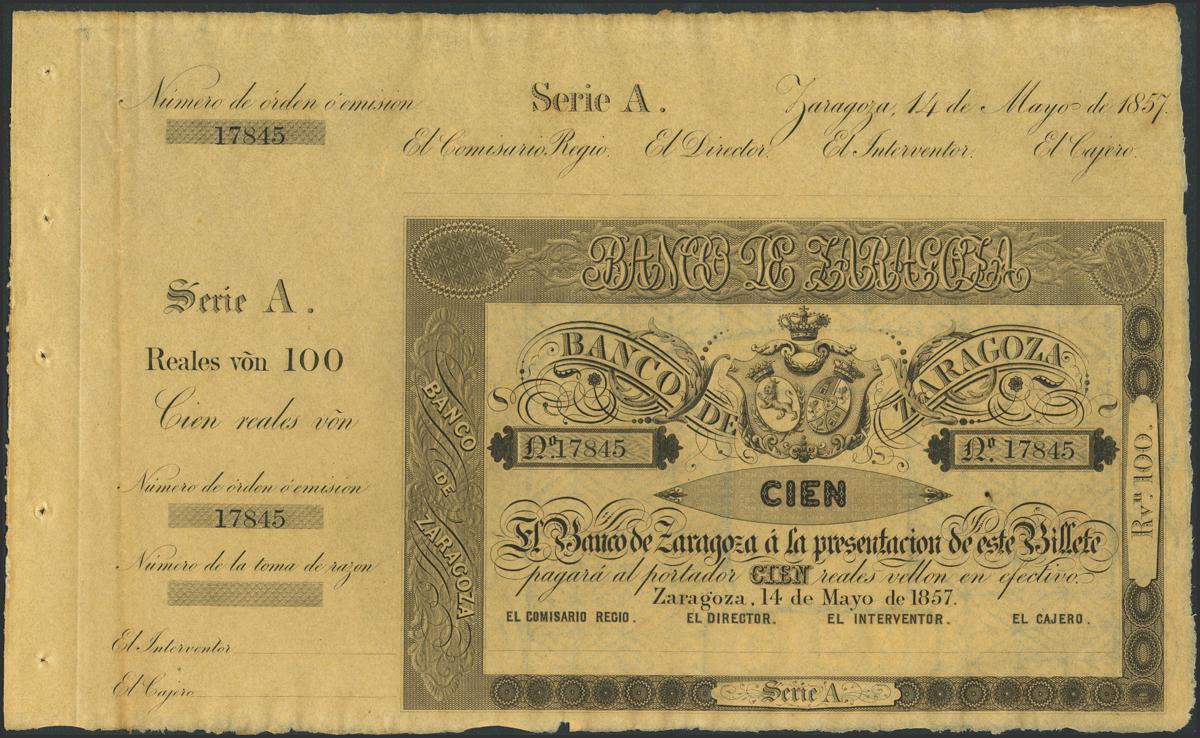 Número de órden ó emision
17845
Serie A.
Zaragoza, 14 de Mayo de 1857.
El Comisario Regio. El Director. El Interventor. El Cajero.
Serie A.
Reales vōn 100
Cien reales vōn
Número de órden ó emision
17845
Número de la toma de razon
El Interventor
El Cajero
BANCO DE ZARAGOZA
BANCO DE ZARAGOZA
BANCO DE ZARAGOZA
Nº 17845
Nº. 17845
CIEN
El Banco de Zaragoza á la presentacion de este Billete
pagará al portador CIEN reales vellon en efectivo.
Zaragoza, 14 de Mayo de 1857.
EL COMISARIO REGIO. EL DIRECTOR. EL INTERVENTOR. EL CAJERO.
Rvⁿ 100.
Serie A.